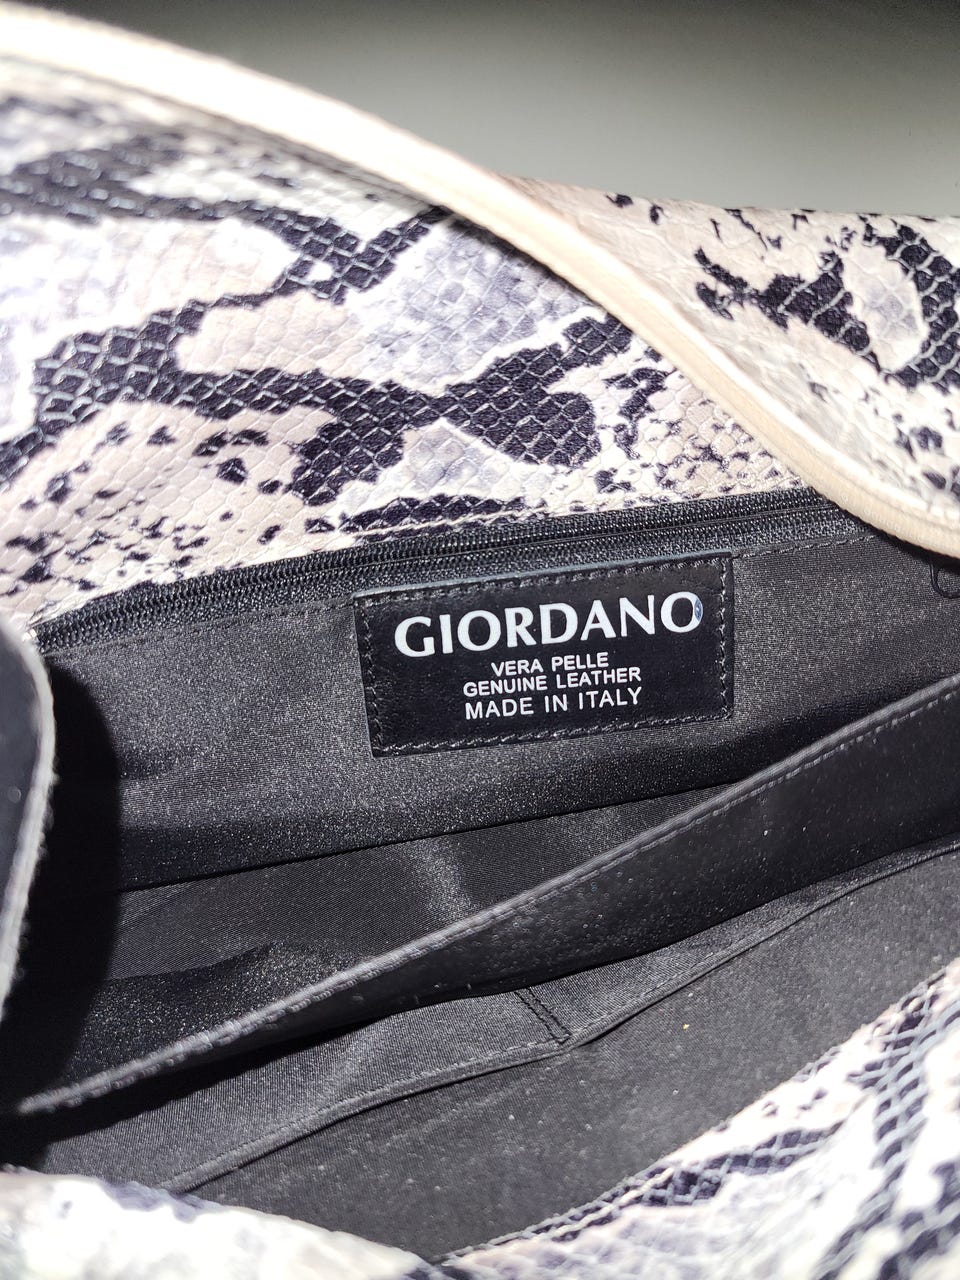 GIORDANO
VERA PELLE
GENUINE LEATHER
MADE IN ITALY